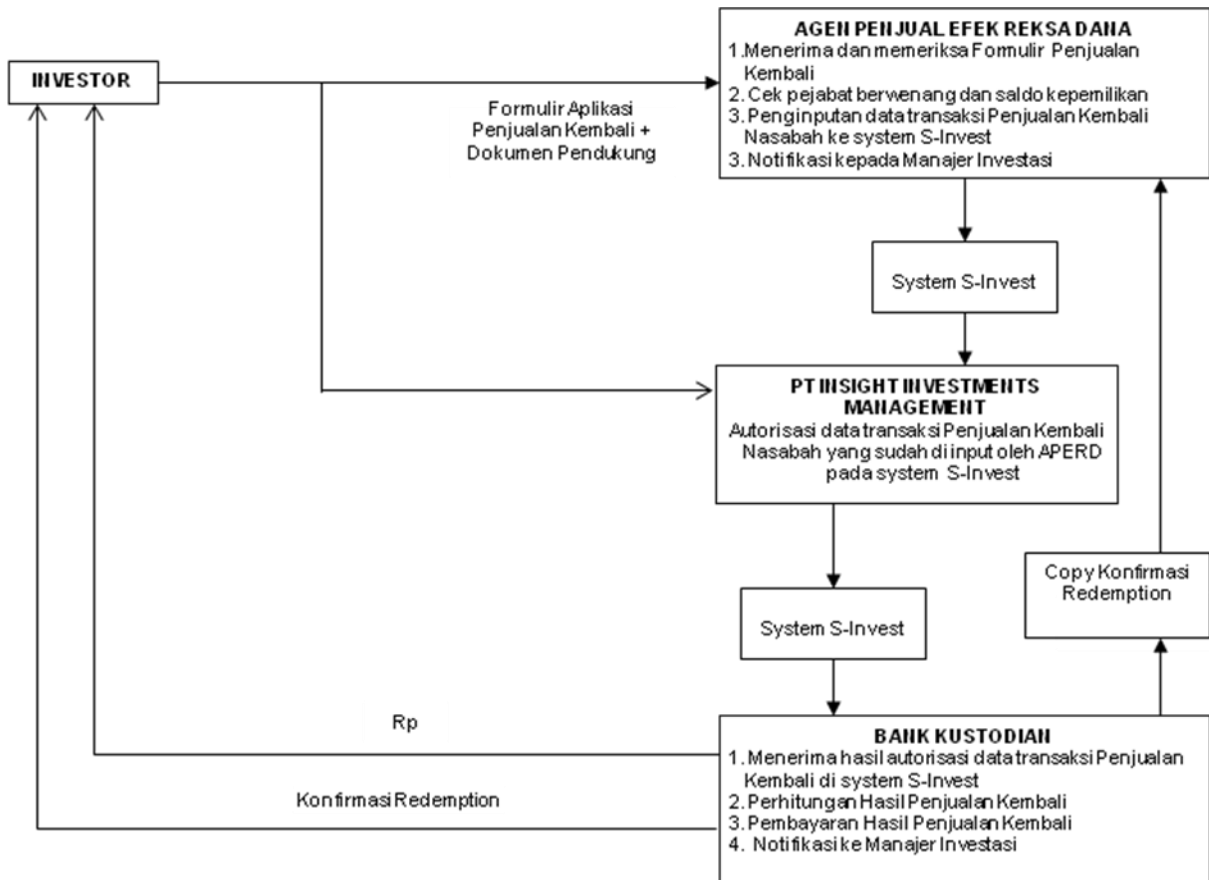 INVESTOR
Formulir Aplikasi
Penjualan Kembali +
Dokumen Pendukung
AGEN PENJUAL EFEK REKSA DANA
1.Menerima dan memeriksa Formulir Penjualan
Kembali
2. Cek pejabat berwenang dan saldo kepemilikan
3. Penginputan data transaksi Penjualan Kembali
Nasabah ke system S-Invest
3. Notifikasi kepada Manajer Investasi
System S-Invest
PT INSIGHT INVESTMENTS
MANAGEMENT
Autorisasi data transaksi Penjualan Kembali
Nasabah yang sudah di input oleh APERD
pada system S-Invest
Copy Konfirmasi
Redemption
System S-Invest
Rp
Konfirmasi Redemption
BANK KUSTODIAN
1. Menerima hasil autorisasi data transaksi Penjualan
Kembali di system S-Invest
2. Perhitungan Hasil Penjualan Kembali
3. Pembayaran Hasil Penjualan Kembali
4. Notifikasi ke Manajer Investasi